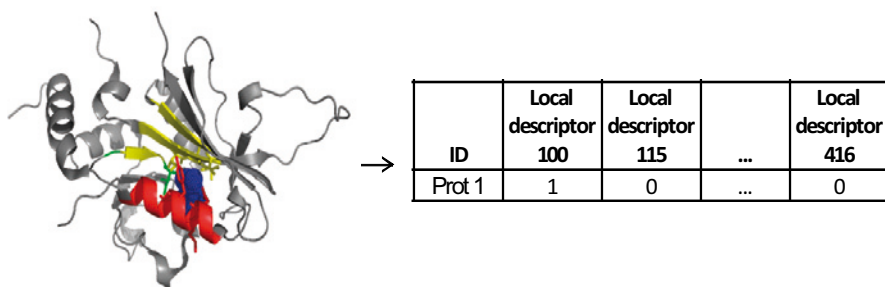 ID Local descriptor 100 Local descriptor 115 ... Local descriptor 416
Prot 1 1 0 ... 0